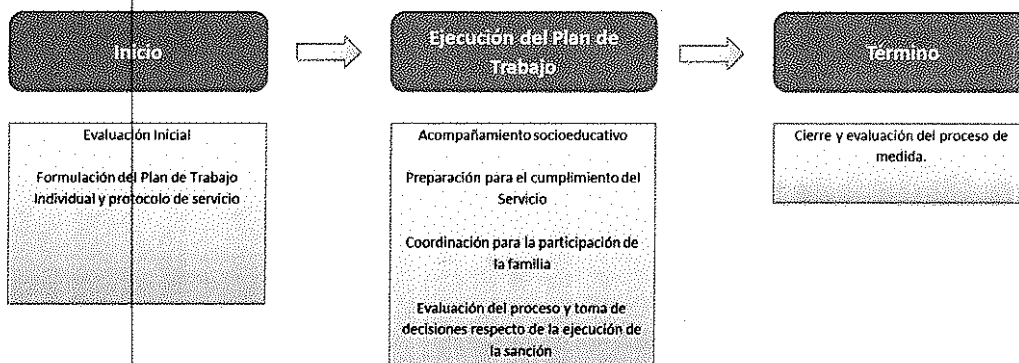 Inicio
Evaluación Inicial
Formulación del Plan de Trabajo
Individual y protocolo de servicio
Ejecución del Plan de
Trabajo
Acompañamiento socioeducativo
Preparación para el cumplimiento del
Servicio
Coordinación para la participación de
la familia
Evaluación del proceso y toma de
decisiones respecto de la ejecución de
la sanción
Termino
Cierre y evaluación del proceso de
medida.